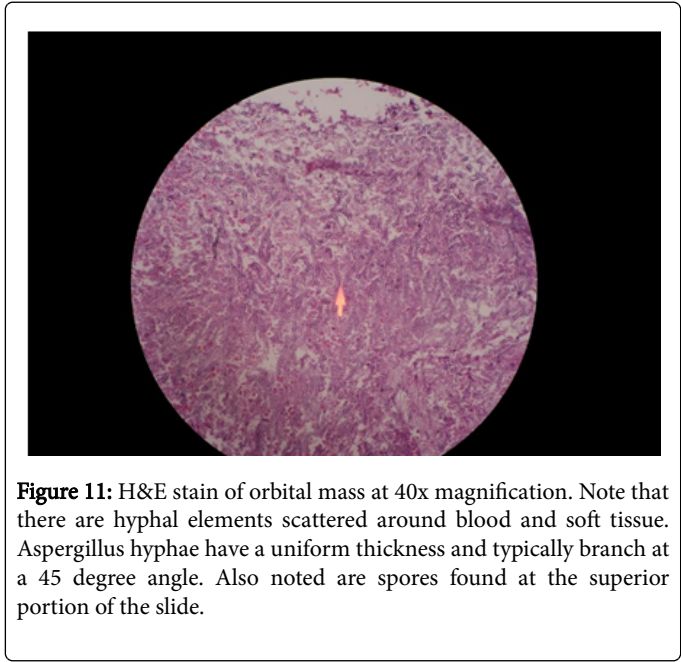 Figure 11: H&E stain of orbital mass at 40x magnification. Note that
there are hyphal elements scattered around blood and soft tissue.
Aspergillus hyphae have a uniform thickness and typically branch at
a 45 degree angle. Also noted are spores found at the superior
portion of the slide.